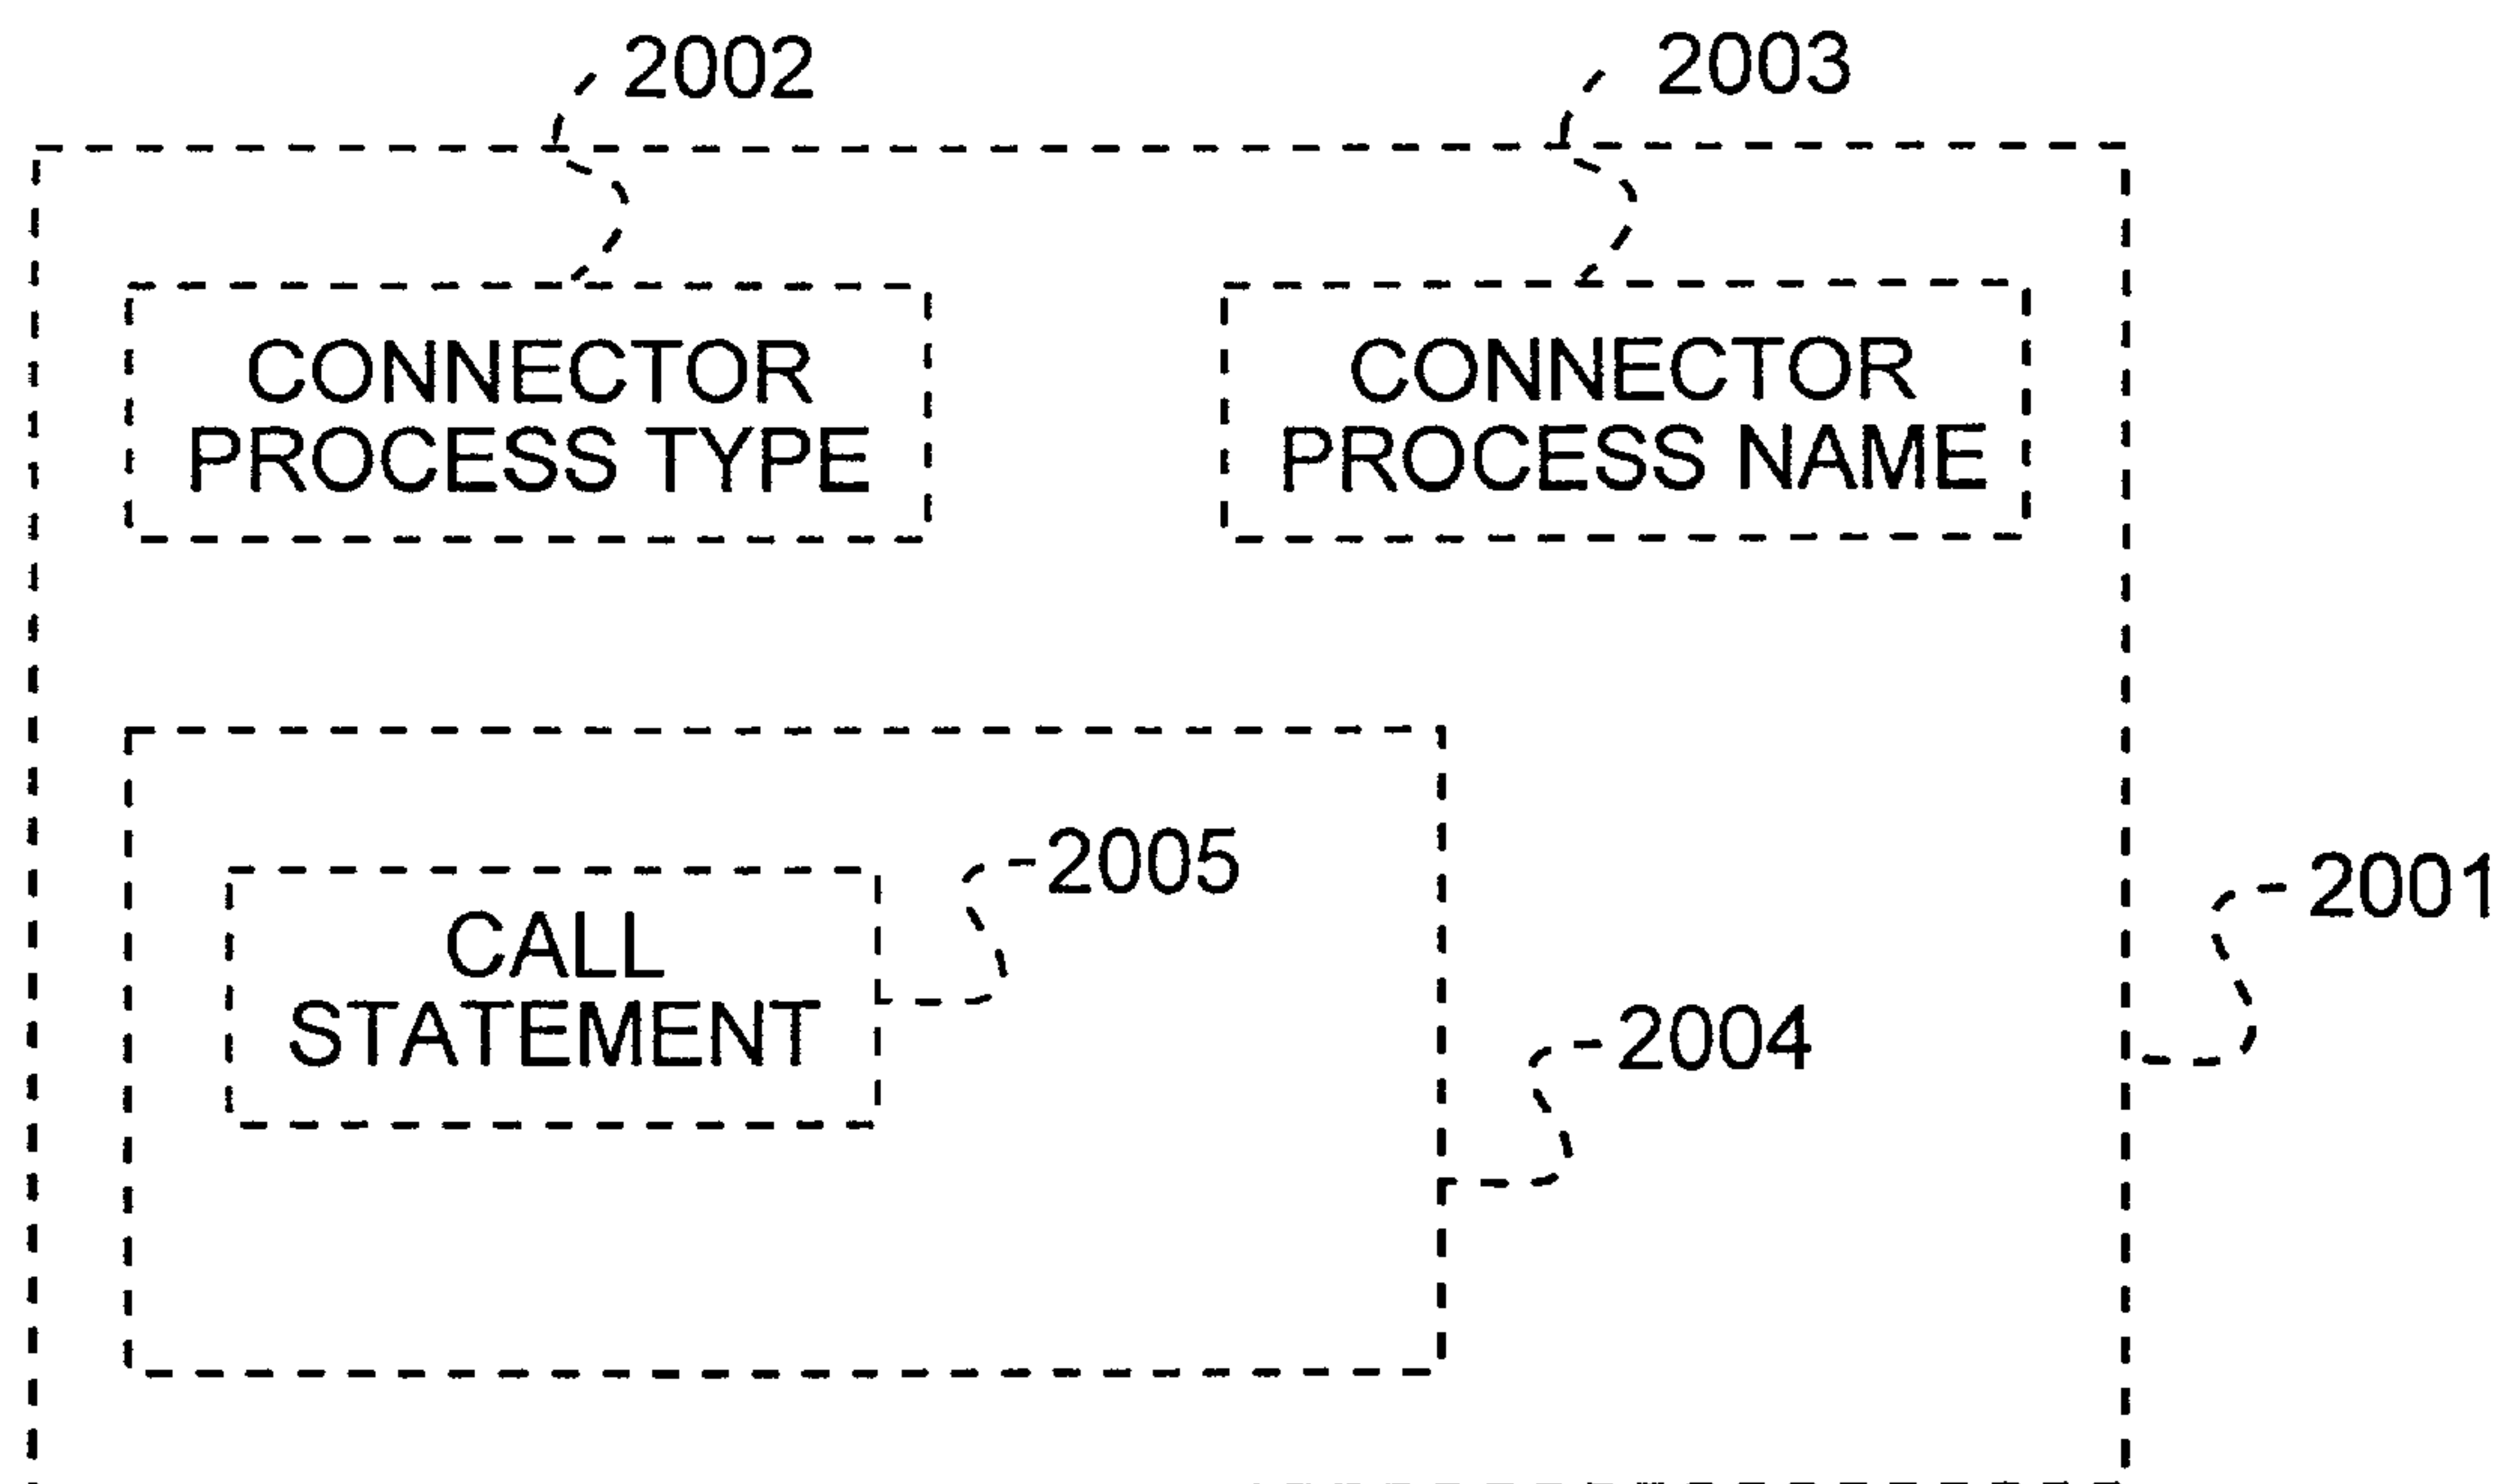 2002
2003
CONNECTOR
PROCESS TYPE
CONNECTOR
PROCESS NAME
2005
CALL
STATEMENT
2001
2004